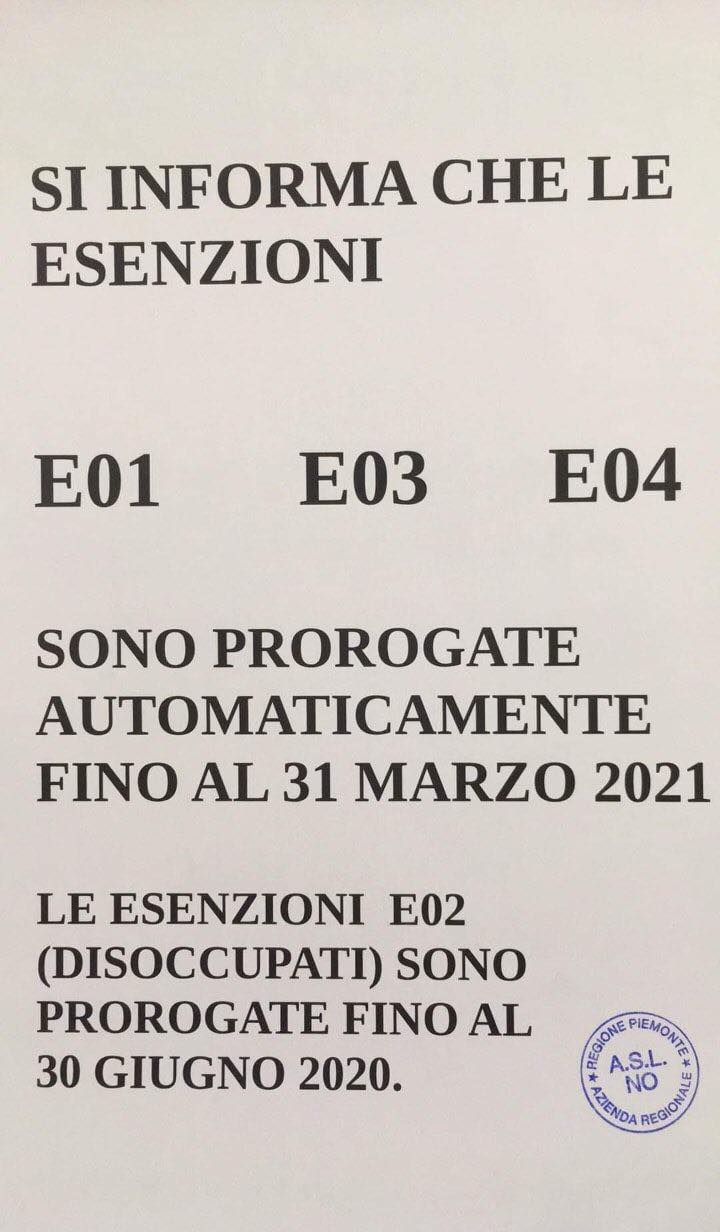 SI INFORMA CHE LE
ESENZIONI
E01 E03 E04
SONO PROROGATE
AUTOMATICAMENTE
FINO AL 31 MARZO 2021
LE ESENZIONI E02
(DISOCCUPATI) SONO
PROROGATE FINO AL
30 GIUGNO 2020.
★ REGIONE PIEMONTE ★
A.S.L.
NO
AZIENDA REGIONALE